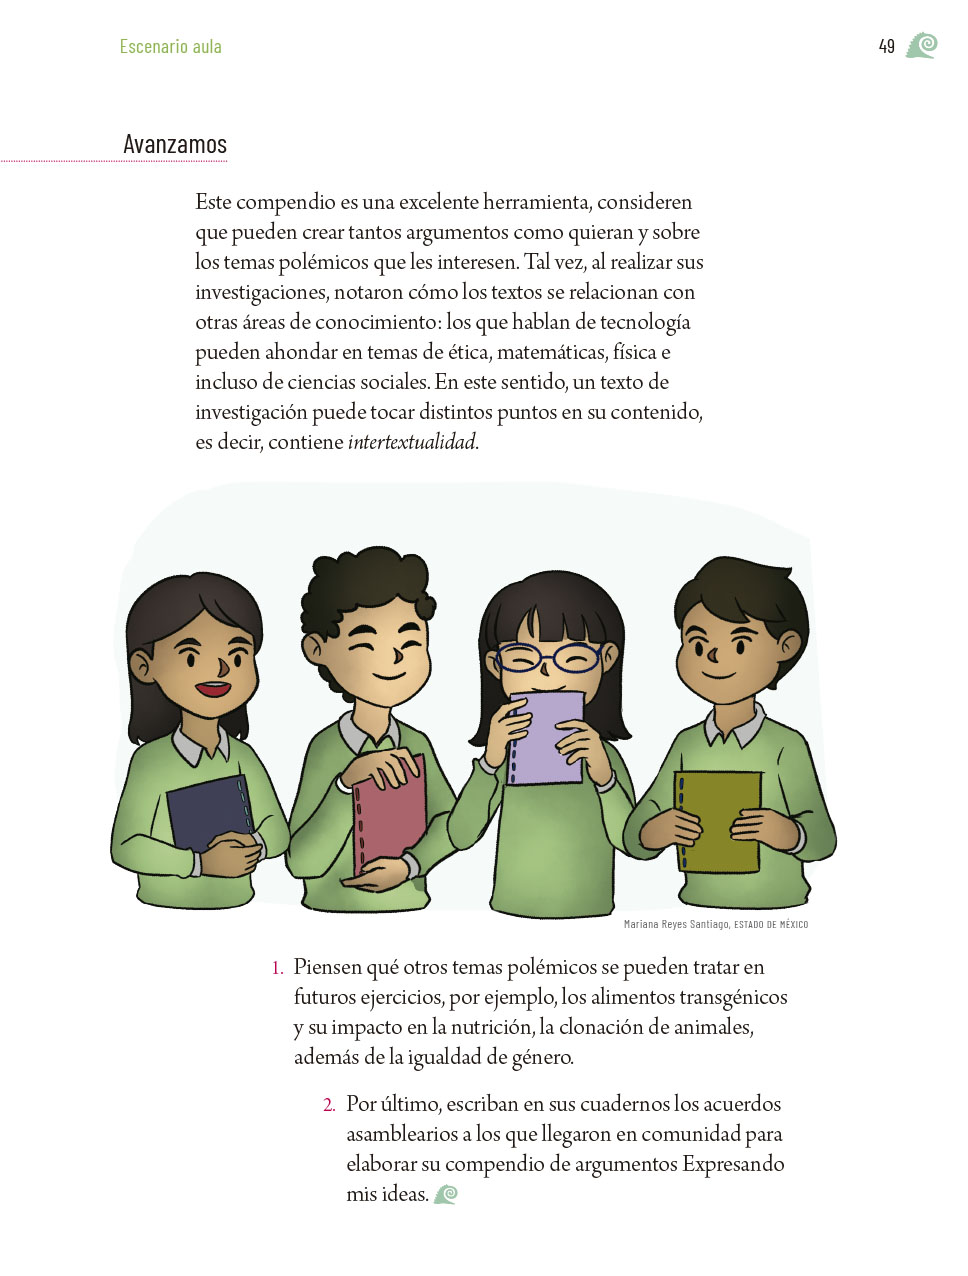 Escenario aula
49
Avanzamos
Este compendio es una excelente herramienta, consideren
que pueden crear tantos argumentos como quieran y sobre
los temas polémicos que les interesen. Tal vez, al realizar sus
investigaciones, notaron cómo los textos se relacionan con
otras áreas de conocimiento: los que hablan de tecnología
pueden ahondar en temas de ética, matemáticas, física e
incluso de ciencias sociales. En este sentido, un texto de
investigación puede tocar distintos puntos en su contenido,
es decir, contiene intertextualidad.
Mariana Reyes Santiago, ESTADO DE MÉXICO
1. Piensen qué otros temas polémicos se pueden tratar en
futuros ejercicios, por ejemplo, los alimentos transgénicos
y su impacto en la nutrición, la clonación de animales,
además de la igualdad de género.
2. Por último, escriban en sus cuadernos los acuerdos
asamblearios a los que llegaron en comunidad para
elaborar su compendio de argumentos Expresando
mis ideas.